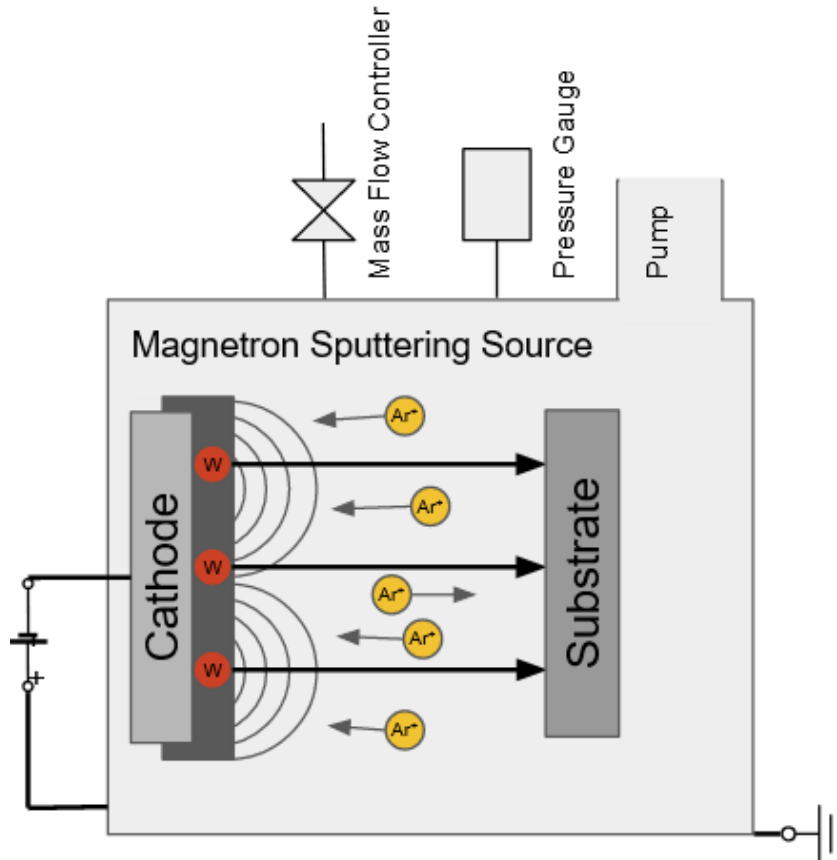 Mass Flow Controller
Pressure Gauge
Pump
Magnetron Sputtering Source
Ar⁺
W
Ar⁺
W
Ar⁺
Ar⁺
W
Ar⁺
Cathode
Substrate
+